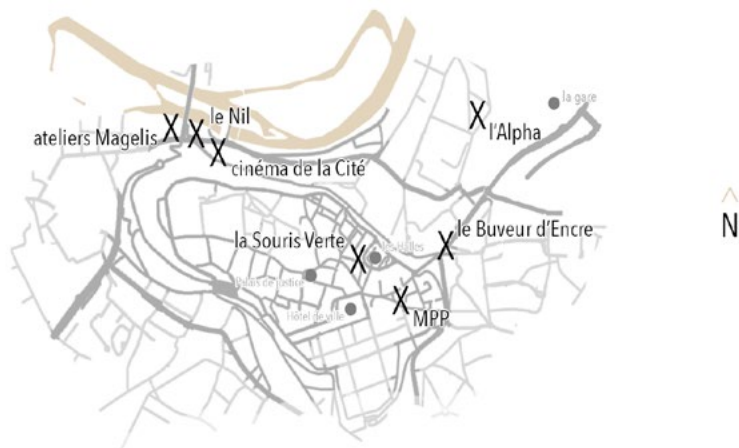 la gare
le Nil
l'Alpha
ateliers Magelis
cinéma de la Cité
N
le Buveur d'Encre
la Souris Verte
les Halles
Palais de Justice
Hôtel de ville
MPP